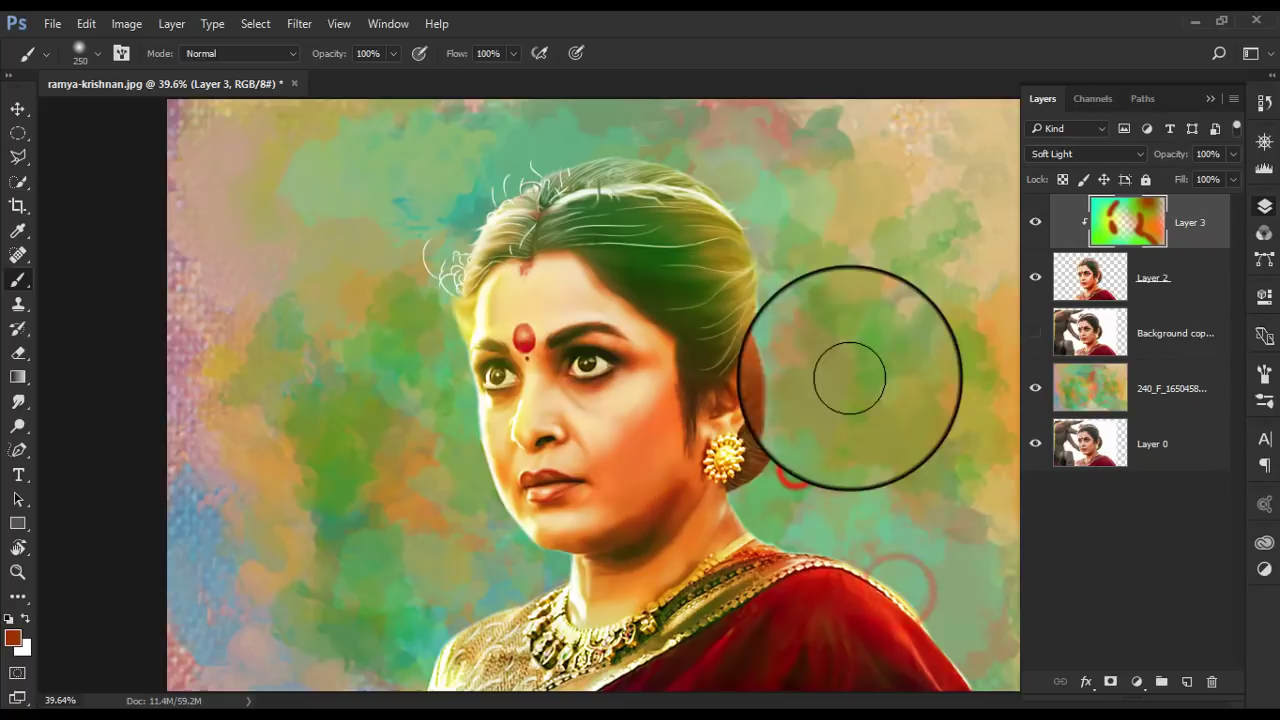 Ps File Edit Image Layer Type Select Filter View Window Help
250 Mode: Normal Opacity: 100% Flow: 100%
ramya-krishnan.jpg @ 39.6% (Layer 3, RGB/8#) * ×
Layers Channels Paths
Kind
Soft Light Opacity: 100%
Lock: Fill: 100%
Layer 3
Layer 2
Background cop...
240_F_1650458...
Layer 0
39.64% Doc: 11.4M/59.2M